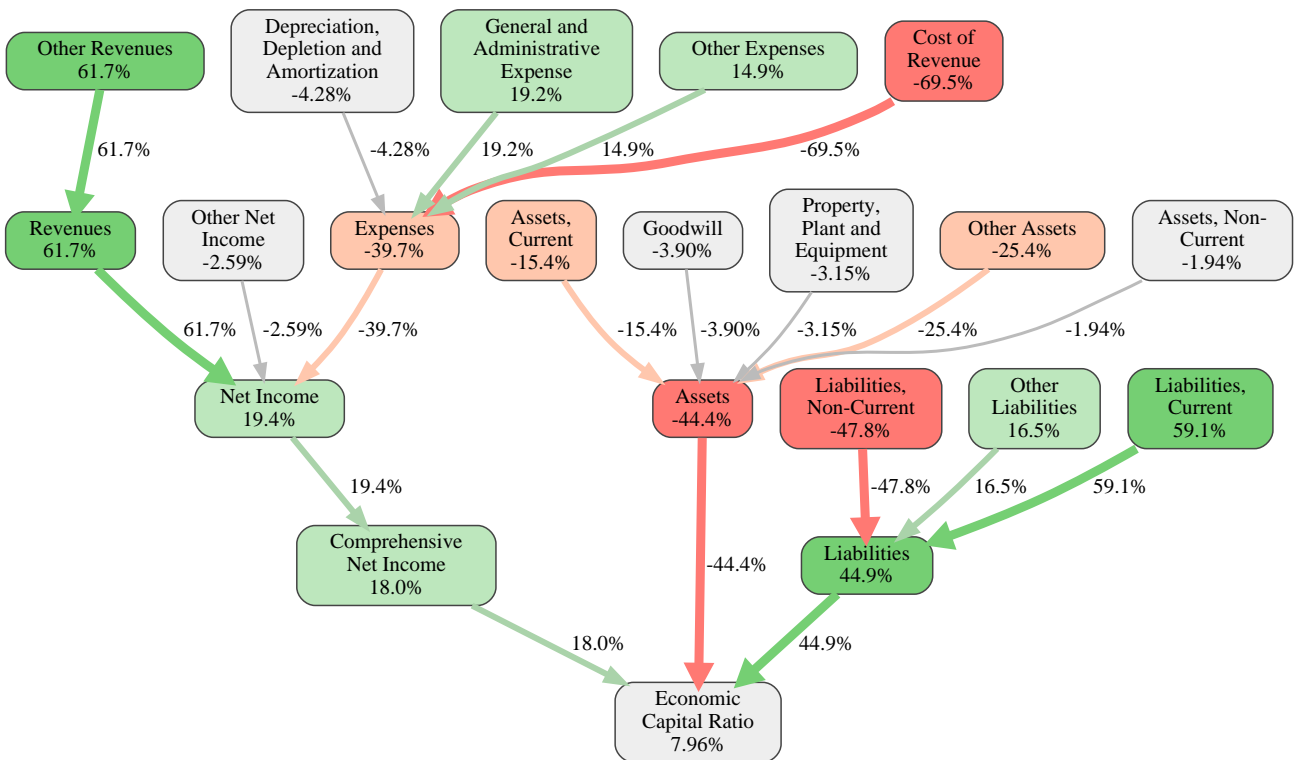 Other Revenues
61.7%
Depreciation,
Depletion and
Amortization
-4.28%
General and
Administrative
Expense
19.2%
Other Expenses
14.9%
Cost of
Revenue
-69.5%
61.7%
-4.28%
19.2%
14.9%
-69.5%
Revenues
61.7%
Other Net
Income
-2.59%
Expenses
-39.7%
Assets,
Current
-15.4%
Goodwill
-3.90%
Property,
Plant and
Equipment
-3.15%
Other Assets
-25.4%
Assets, Non-
Current
-1.94%
61.7%
-2.59%
-39.7%
-15.4%
-3.90%
-3.15%
-25.4%
-1.94%
Net Income
19.4%
Assets
-44.4%
Liabilities,
Non-Current
-47.8%
Other
Liabilities
16.5%
Liabilities,
Current
59.1%
19.4%
-47.8%
16.5%
59.1%
Comprehensive
Net Income
18.0%
-44.4%
Liabilities
44.9%
18.0%
44.9%
Economic
Capital Ratio
7.96%